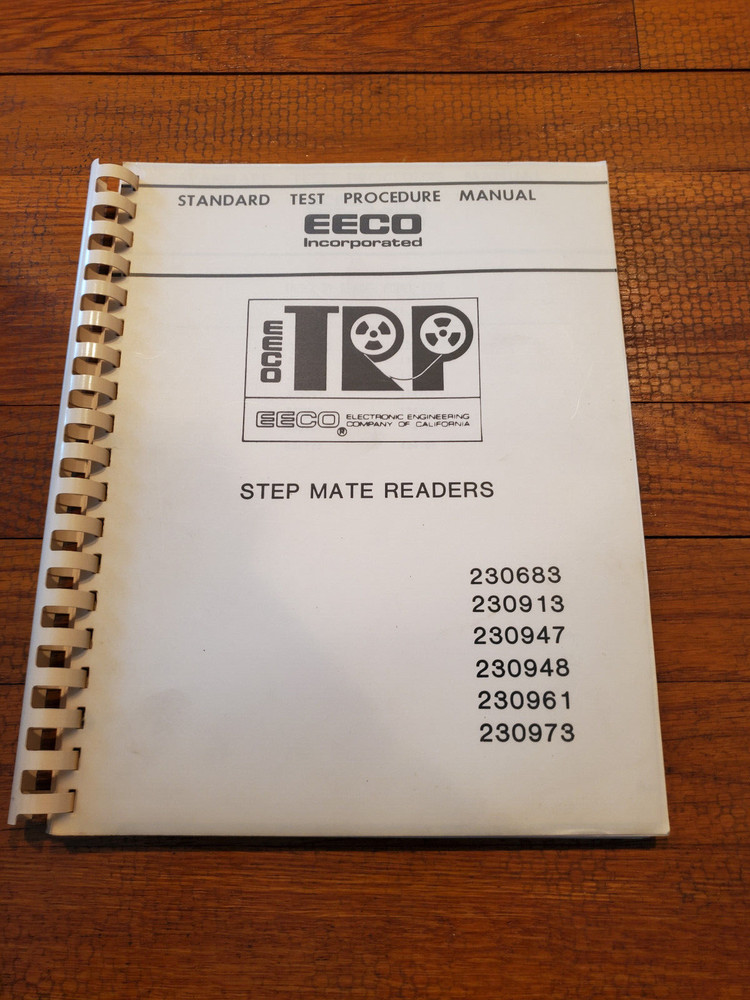 STANDARD TEST PROCEDURE MANUAL
EECO
Incorporated
EECO TRP
EECO® ELECTRONIC ENGINEERING
COMPANY OF CALIFORNIA
STEP MATE READERS
230683
230913
230947
230948
230961
230973